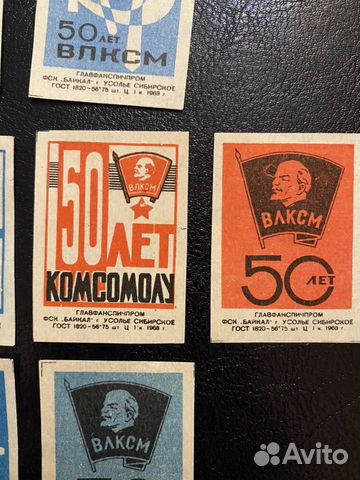 50 ЛЕТ
ВЛКСМ
ГЛАВФАНСПИЧПРОМ
ФСК „БАЙКАЛ" г УСОЛЬЕ СИБИРСКОЕ
ГОСТ 1820-56*75 шт. Ц 1 к. 1968 г
ВЛКСМ
50 ЛЕТ
КОМСОМОЛУ
ГЛАВФАНСПИЧПРОМ
ФСК „БАЙКАЛ" г УСОЛЬЕ СИБИРСКОЕ
ГОСТ 1820-56*75 шт. Ц 1 к. 1968 г
ВЛКСМ
50 ЛЕТ
ГЛАВФАНСПИЧПРОМ
ФСК „БАЙКАЛ" г УСОЛЬЕ СИБИРСКОЕ
ГОСТ 1820-56*75 шт. Ц 1 к. 1968 г
ВЛКСМ
Avito